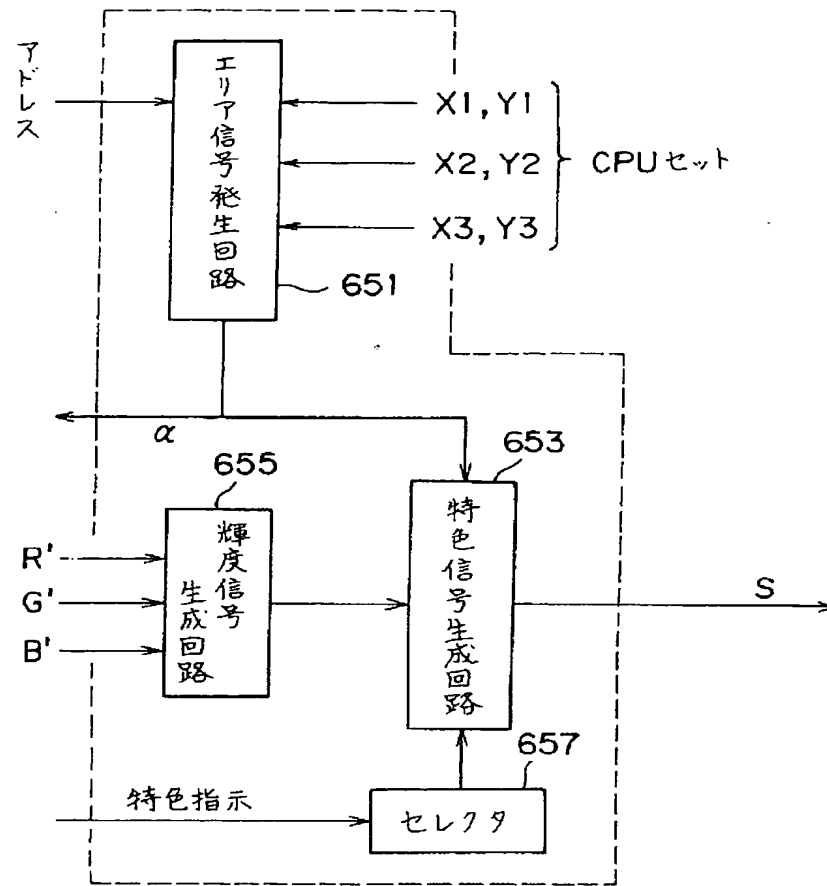 アドレス
エリア信号発生回路
X1, Y1
X2, Y2
X3, Y3
CPUセット
651
α
653
655
輝度信号
生成回路
特色信号生成回路
R'
G'
B'
S
657
特色指示
セレクタ